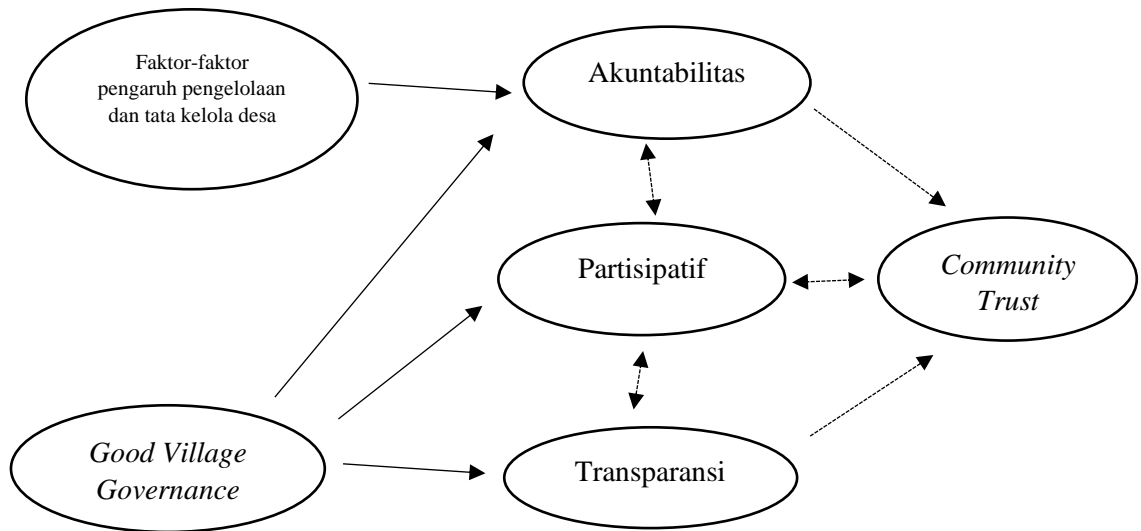 Faktor-faktor
pengaruh pengelolaan
dan tata kelola desa
Akuntabilitas
Partisipatif
Community
Trust
Good Village
Governance
Transparansi